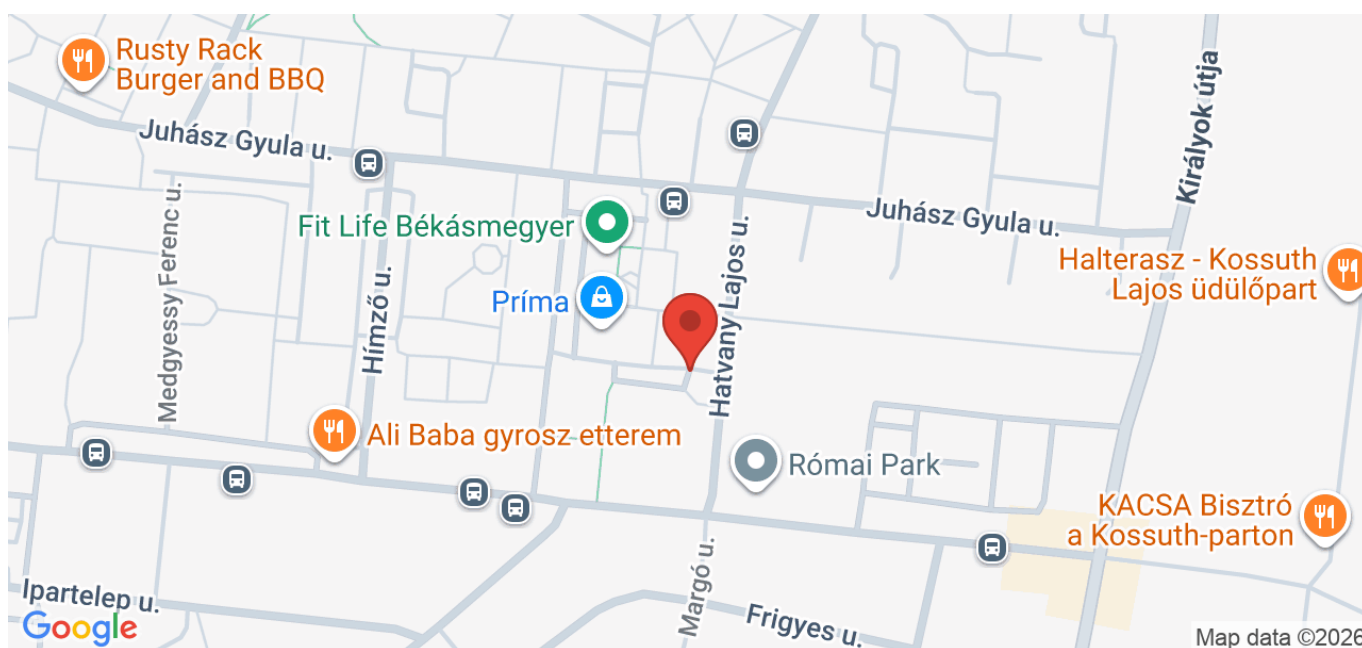 Rusty Rack
Burger and BBQ
Juhász Gyula u.
Királyok útja
Medgyessy Ferenc u.
Fit Life Békásmegyer
Juhász Gyula u.
Hímző u.
Príma
Hatvany Lajos u.
Halterasz - Kossuth
Lajos üdülőpart
Ali Baba gyrosz etterem
Római Park
KACSA Bisztró
a Kossuth-parton
Ipartelep u.
Margó u.
Frigyes u.
Google
Map data ©2026